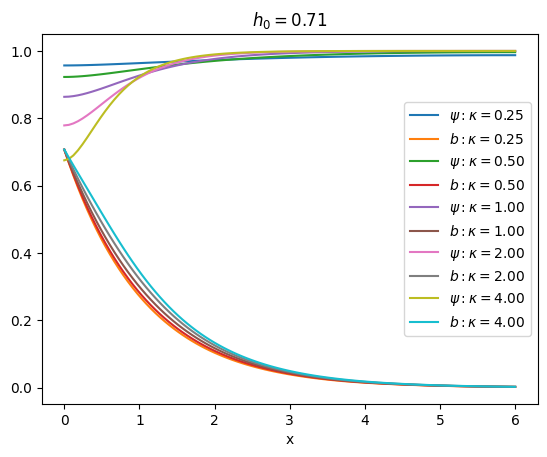 h₀ = 0.71
1.0
0.8
0.6
0.4
0.2
0.0
ψ: κ = 0.25
b: κ = 0.25
ψ: κ = 0.50
b: κ = 0.50
ψ: κ = 1.00
b: κ = 1.00
ψ: κ = 2.00
b: κ = 2.00
ψ: κ = 4.00
b: κ = 4.00
0 1 2 3 4 5 6
x